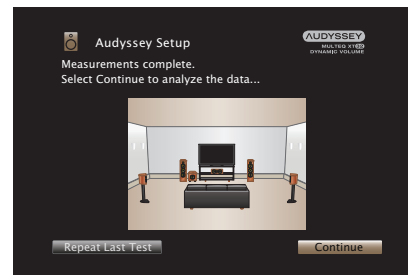 Audyssey Setup
AUDYSSEY
MULTEQ XT32
DYNAMIC VOLUME
Measurements complete.
Select Continue to analyze the data...
Repeat Last Test
Continue